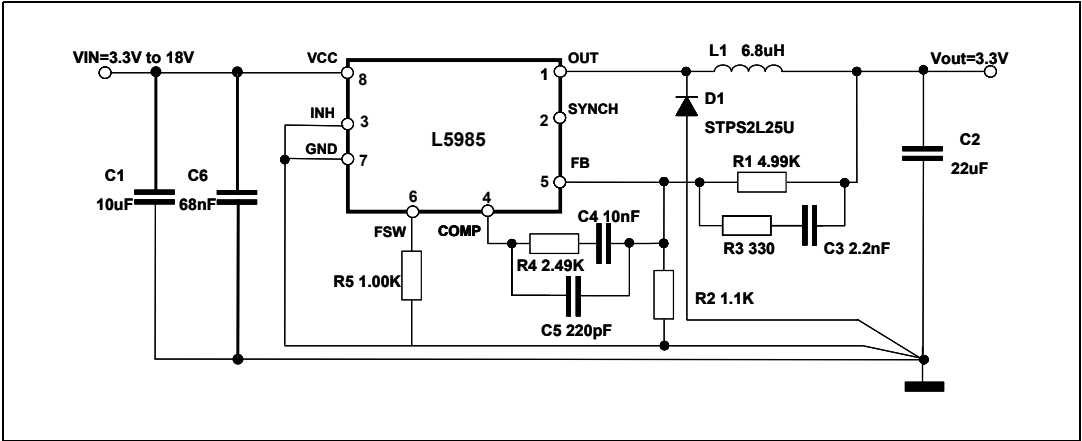 VIN=3.3V to 18V
VCC
8
OUT
1
L1 6.8uH
Vout=3.3V
INH
3
SYNCH
2
D1
STPS2L25U
L5985
GND
7
FB
5
C1
10uF
C6
68nF
C2
22uF
R1 4.99K
6
4
FSW
COMP
C4 10nF
R3 330
C3 2.2nF
R4 2.49K
R5 1.00K
R2 1.1K
C5 220pF